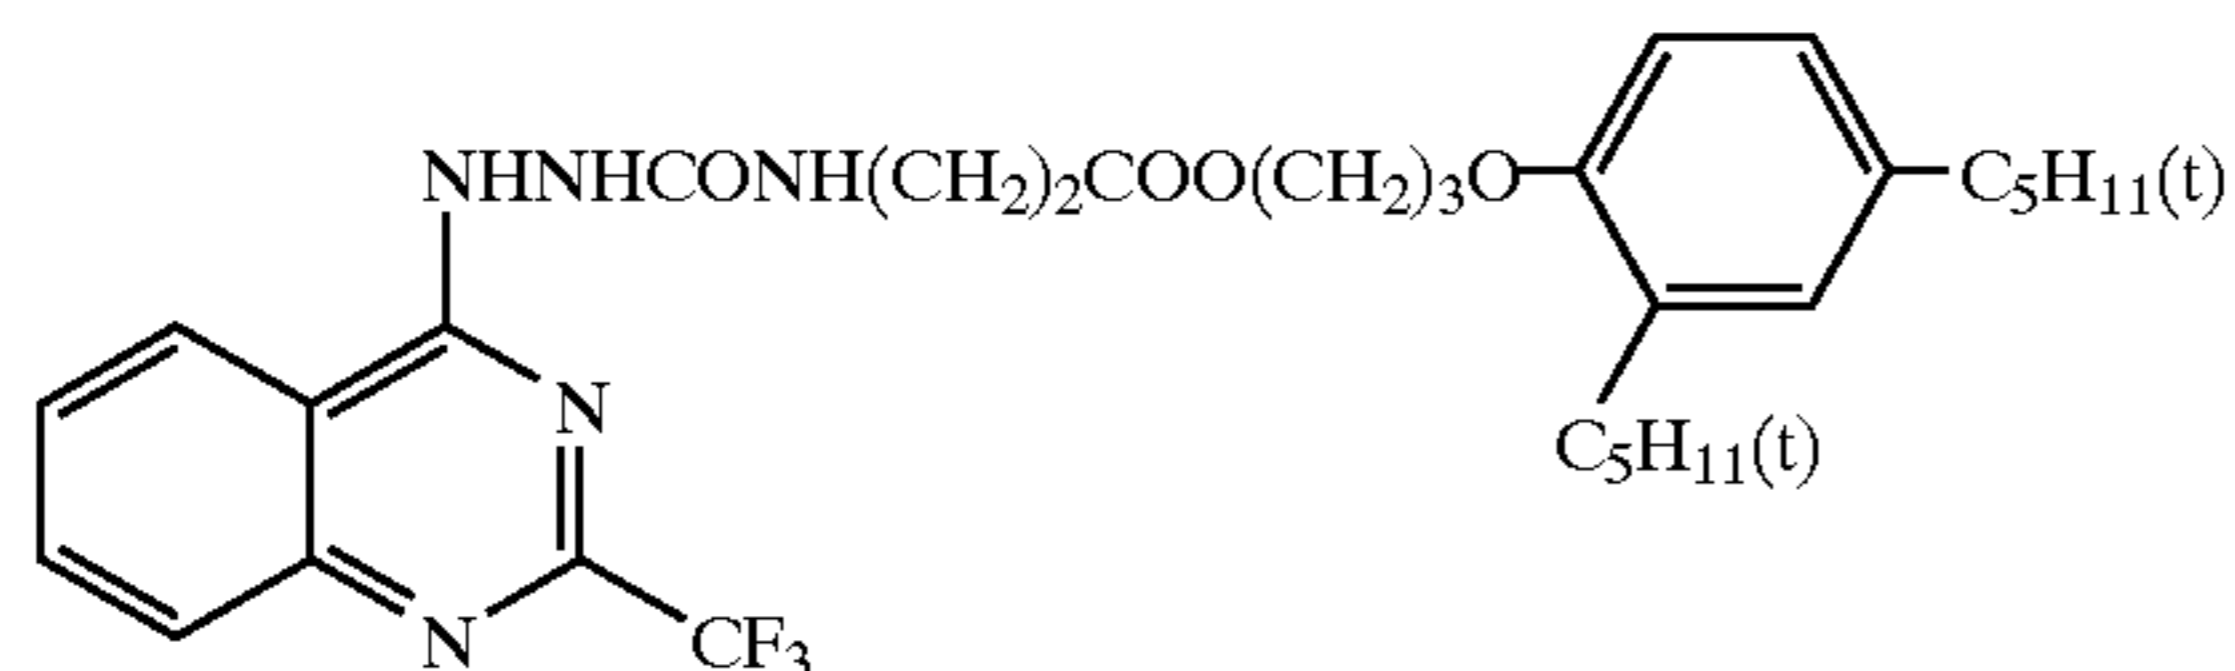 NHNHCONH(CH₂)₂COO(CH₂)₃O C₅H₁₁(t)
N
C₅H₁₁(t)
N
CF₃